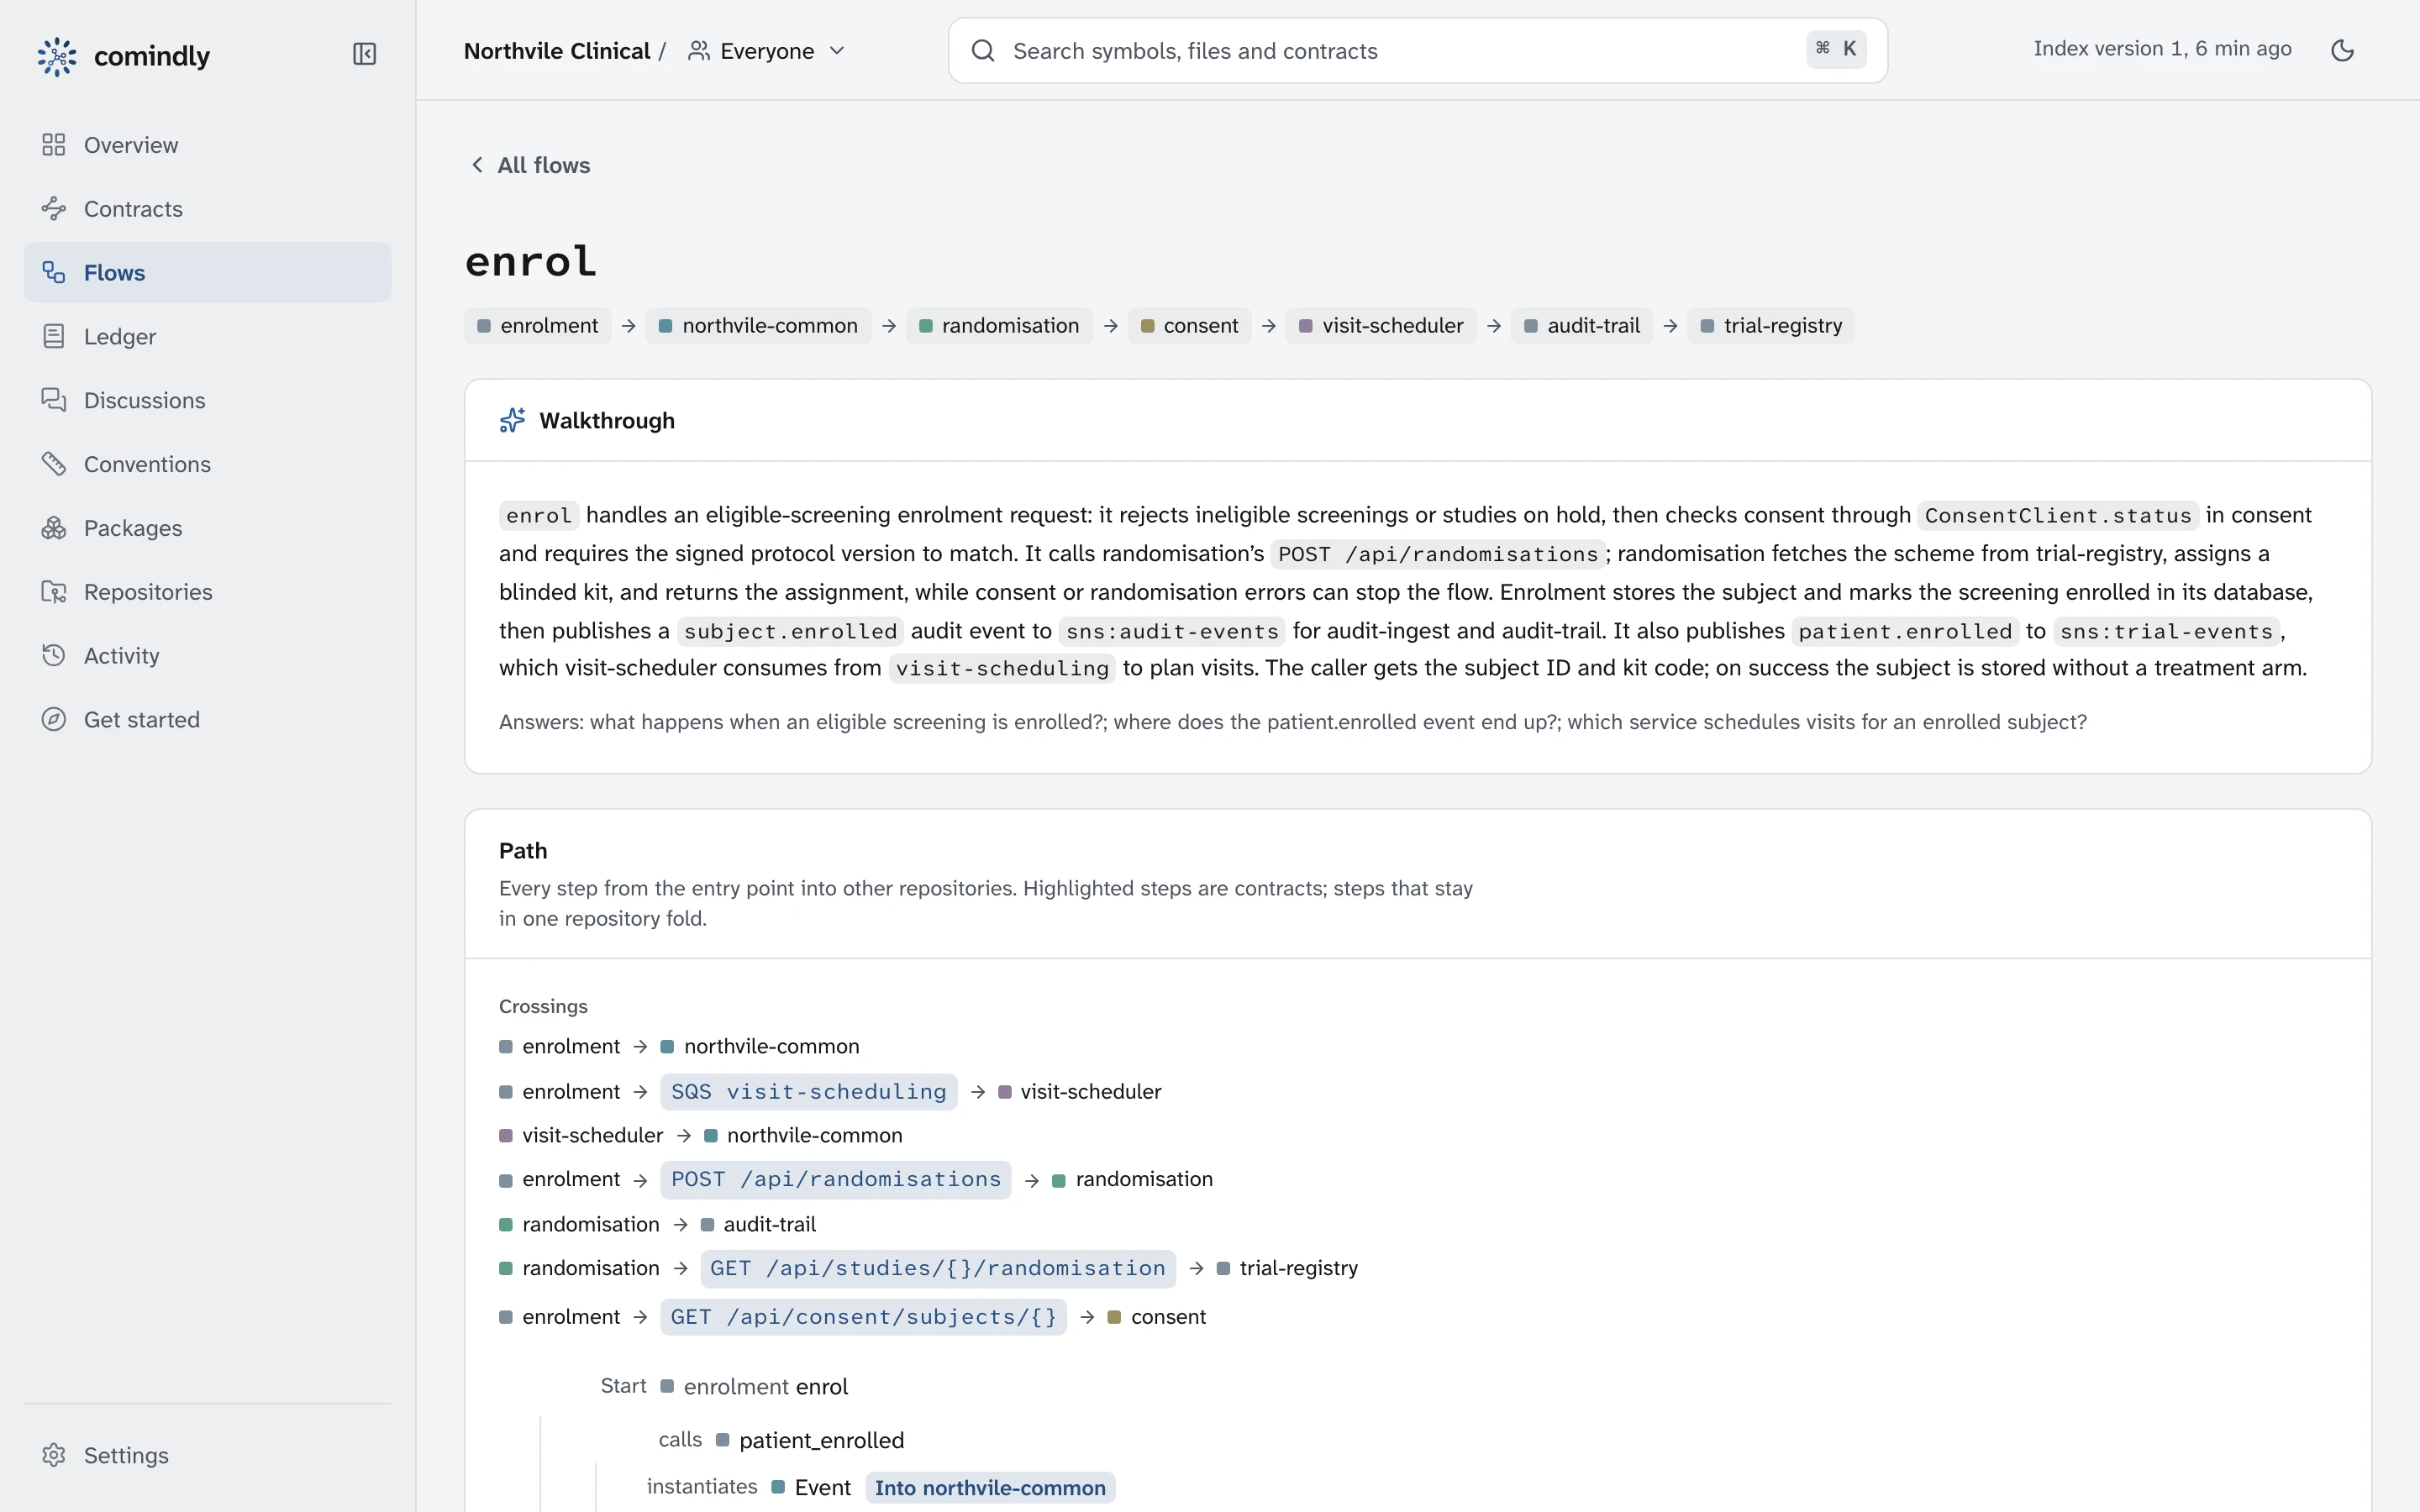 comindly
Northvile Clinical / Everyone
Search symbols, files and contracts
⌘ K
Index version 1, 6 min ago
Overview
Contracts
Flows
Ledger
Discussions
Conventions
Packages
Repositories
Activity
Get started
Settings
All flows
enrol
enrolment → northvile-common → randomisation → consent → visit-scheduler → audit-trail → trial-registry
Walkthrough
enrol handles an eligible-screening enrolment request: it rejects ineligible screenings or studies on hold, then checks consent through ConsentClient.status in consent
and requires the signed protocol version to match. It calls randomisation’s POST /api/randomisations; randomisation fetches the scheme from trial-registry, assigns a
blinded kit, and returns the assignment, while consent or randomisation errors can stop the flow. Enrolment stores the subject and marks the screening enrolled in its database,
then publishes a subject.enrolled audit event to sns:audit-events for audit-ingest and audit-trail. It also publishes patient.enrolled to sns:trial-events,
which visit-scheduler consumes from visit-scheduling to plan visits. The caller gets the subject ID and kit code; on success the subject is stored without a treatment arm.
Answers: what happens when an eligible screening is enrolled?; where does the patient.enrolled event end up?; which service schedules visits for an enrolled subject?
Path
Every step from the entry point into other repositories. Highlighted steps are contracts; steps that stay
in one repository fold.
Crossings
enrolment → northvile-common
enrolment → SQS visit-scheduling → visit-scheduler
visit-scheduler → northvile-common
enrolment → POST /api/randomisations → randomisation
randomisation → audit-trail
randomisation → GET /api/studies/{}/randomisation → trial-registry
enrolment → GET /api/consent/subjects/{} → consent
Start enrolment enrol
calls patient_enrolled
instantiates Event Into northvile-common